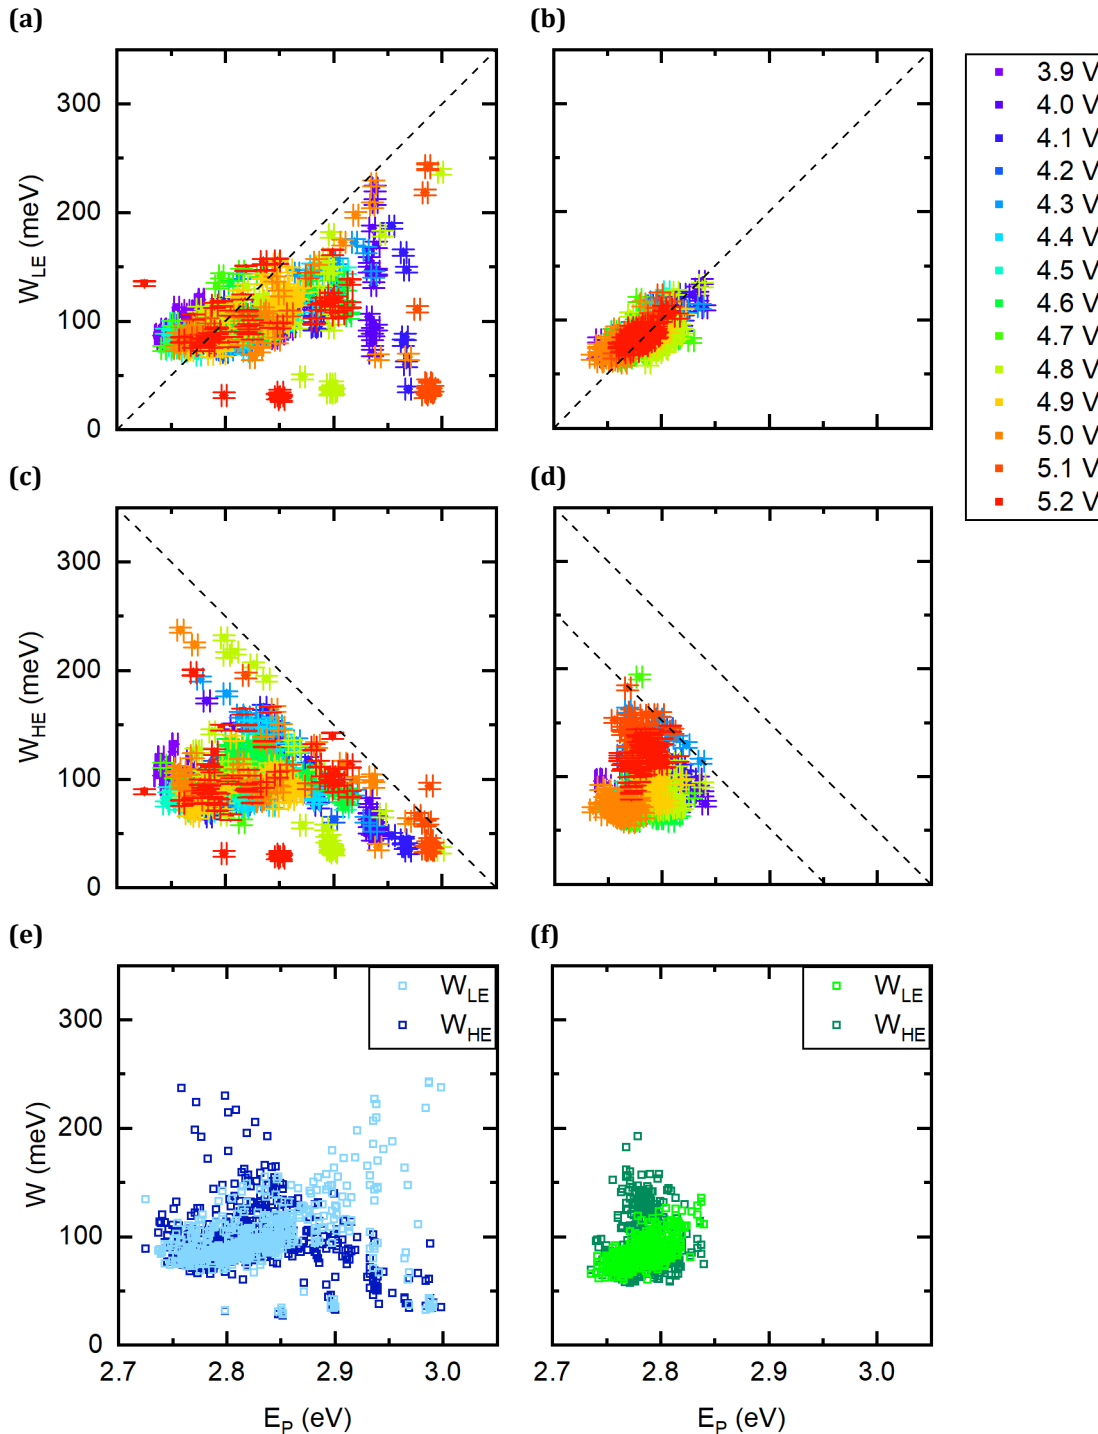 (a)
(b)
300
200
100
0
W_LE (meV)
3.9 V
4.0 V
4.1 V
4.2 V
4.3 V
4.4 V
4.5 V
4.6 V
4.7 V
4.8 V
4.9 V
5.0 V
5.1 V
5.2 V
(c)
(d)
300
200
100
0
W_HE (meV)
(e)
(f)
W_LE
W_HE
W_LE
W_HE
300
200
100
0
W (meV)
2.7 2.8 2.9 3.0
2.7 2.8 2.9 3.0
E_P (eV)
E_P (eV)